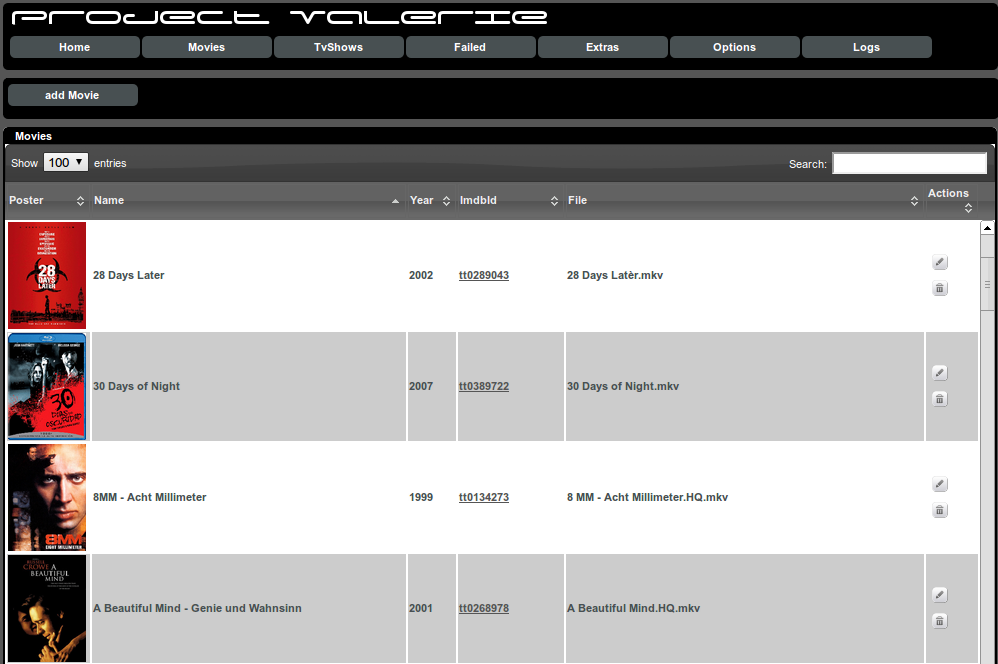 project valerie
Home Movies TvShows Failed Extras Options Logs
add Movie
Movies
Show 100 entries Search:
Poster Name Year ImdbId File Actions
28 DAYS LATER
28 Days Later 2002 tt0289043 28 Days Latèr.mkv
30 DIAS DE OSCURIDAD
30 Days of Night 2007 tt0389722 30 Days of Night.mkv
8MM
EIGHT MILLIMETER
8MM - Acht Millimeter 1999 tt0134273 8 MM - Acht Millimeter.HQ.mkv
RUSSELL
CROWE A
BEAUTIFUL
MIND
A Beautiful Mind - Genie und Wahnsinn 2001 tt0268978 A Beautiful Mind.HQ.mkv